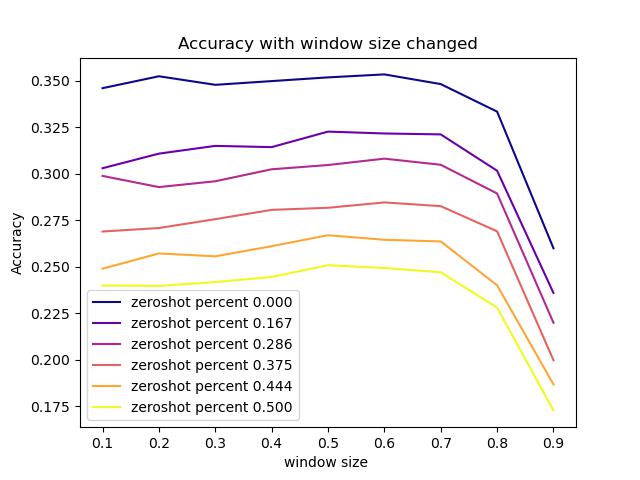 Accuracy with window size changed
Accuracy
0.350
0.325
0.300
0.275
0.250
0.225
0.200
0.175
zeroshot percent 0.000
zeroshot percent 0.167
zeroshot percent 0.286
zeroshot percent 0.375
zeroshot percent 0.444
zeroshot percent 0.500
0.1 0.2 0.3 0.4 0.5 0.6 0.7 0.8 0.9
window size